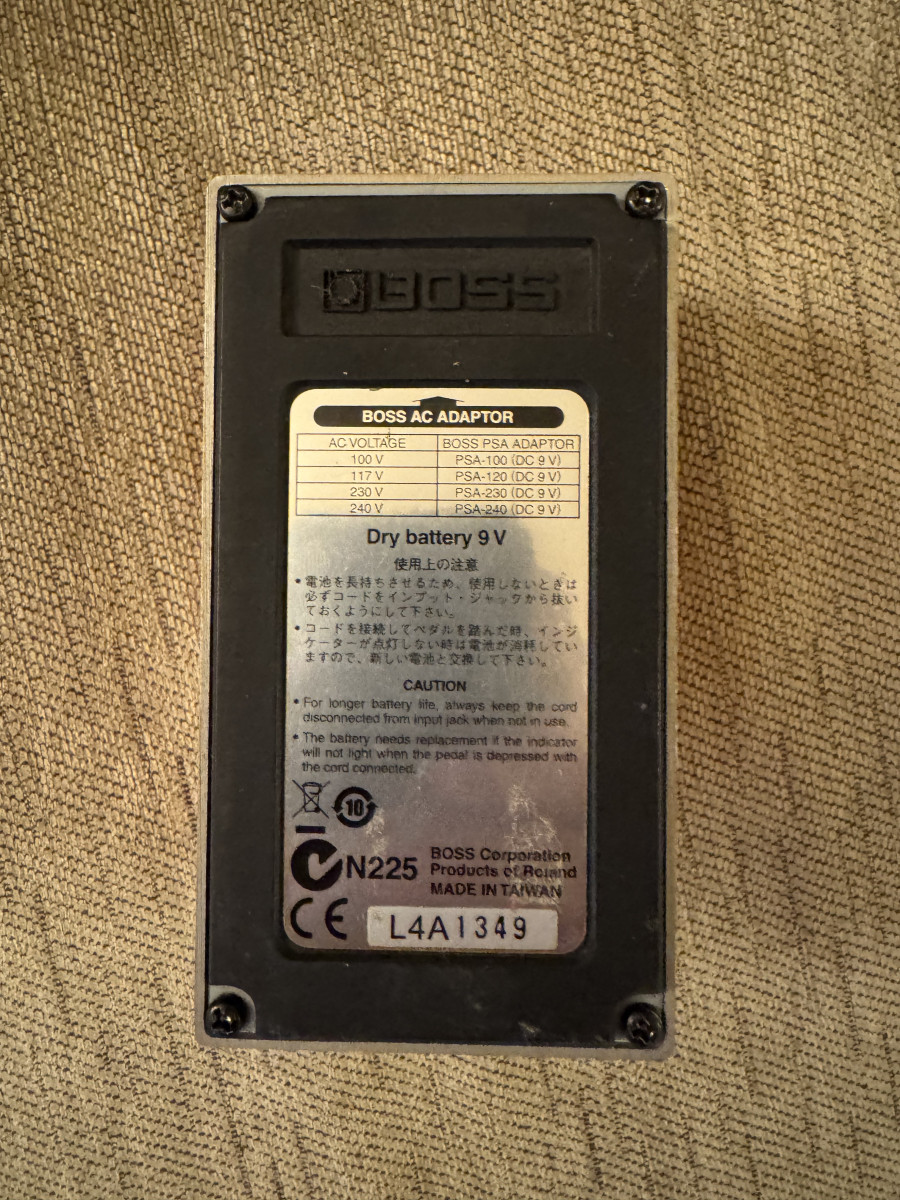 BOSS
BOSS AC ADAPTOR
AC VOLTAGE BOSS PSA ADAPTOR
100 V PSA-100 (DC 9 V)
117 V PSA-120 (DC 9 V)
230 V PSA-230 (DC 9 V)
240 V PSA-240 (DC 9 V)
Dry battery 9 V
使用上の注意
• 電池を長持ちさせるため、使用しないときは
必ずコードをインプット・ジャックから抜い
ておくようにして下さい。
• コードを接続してペダルを踏んだ時、インジ
ケーターが点灯しない時は電池が消耗してい
ますので、新しい電池と交換して下さい。
CAUTION
• For longer battery life, always keep the cord
disconnected from input jack when not in use.
• The battery needs replacement if the indicator
will not light when the pedal is depressed with
the cord connected.
10
N225
BOSS Corporation
Products of Roland
MADE IN TAIWAN
CE
L4A1349